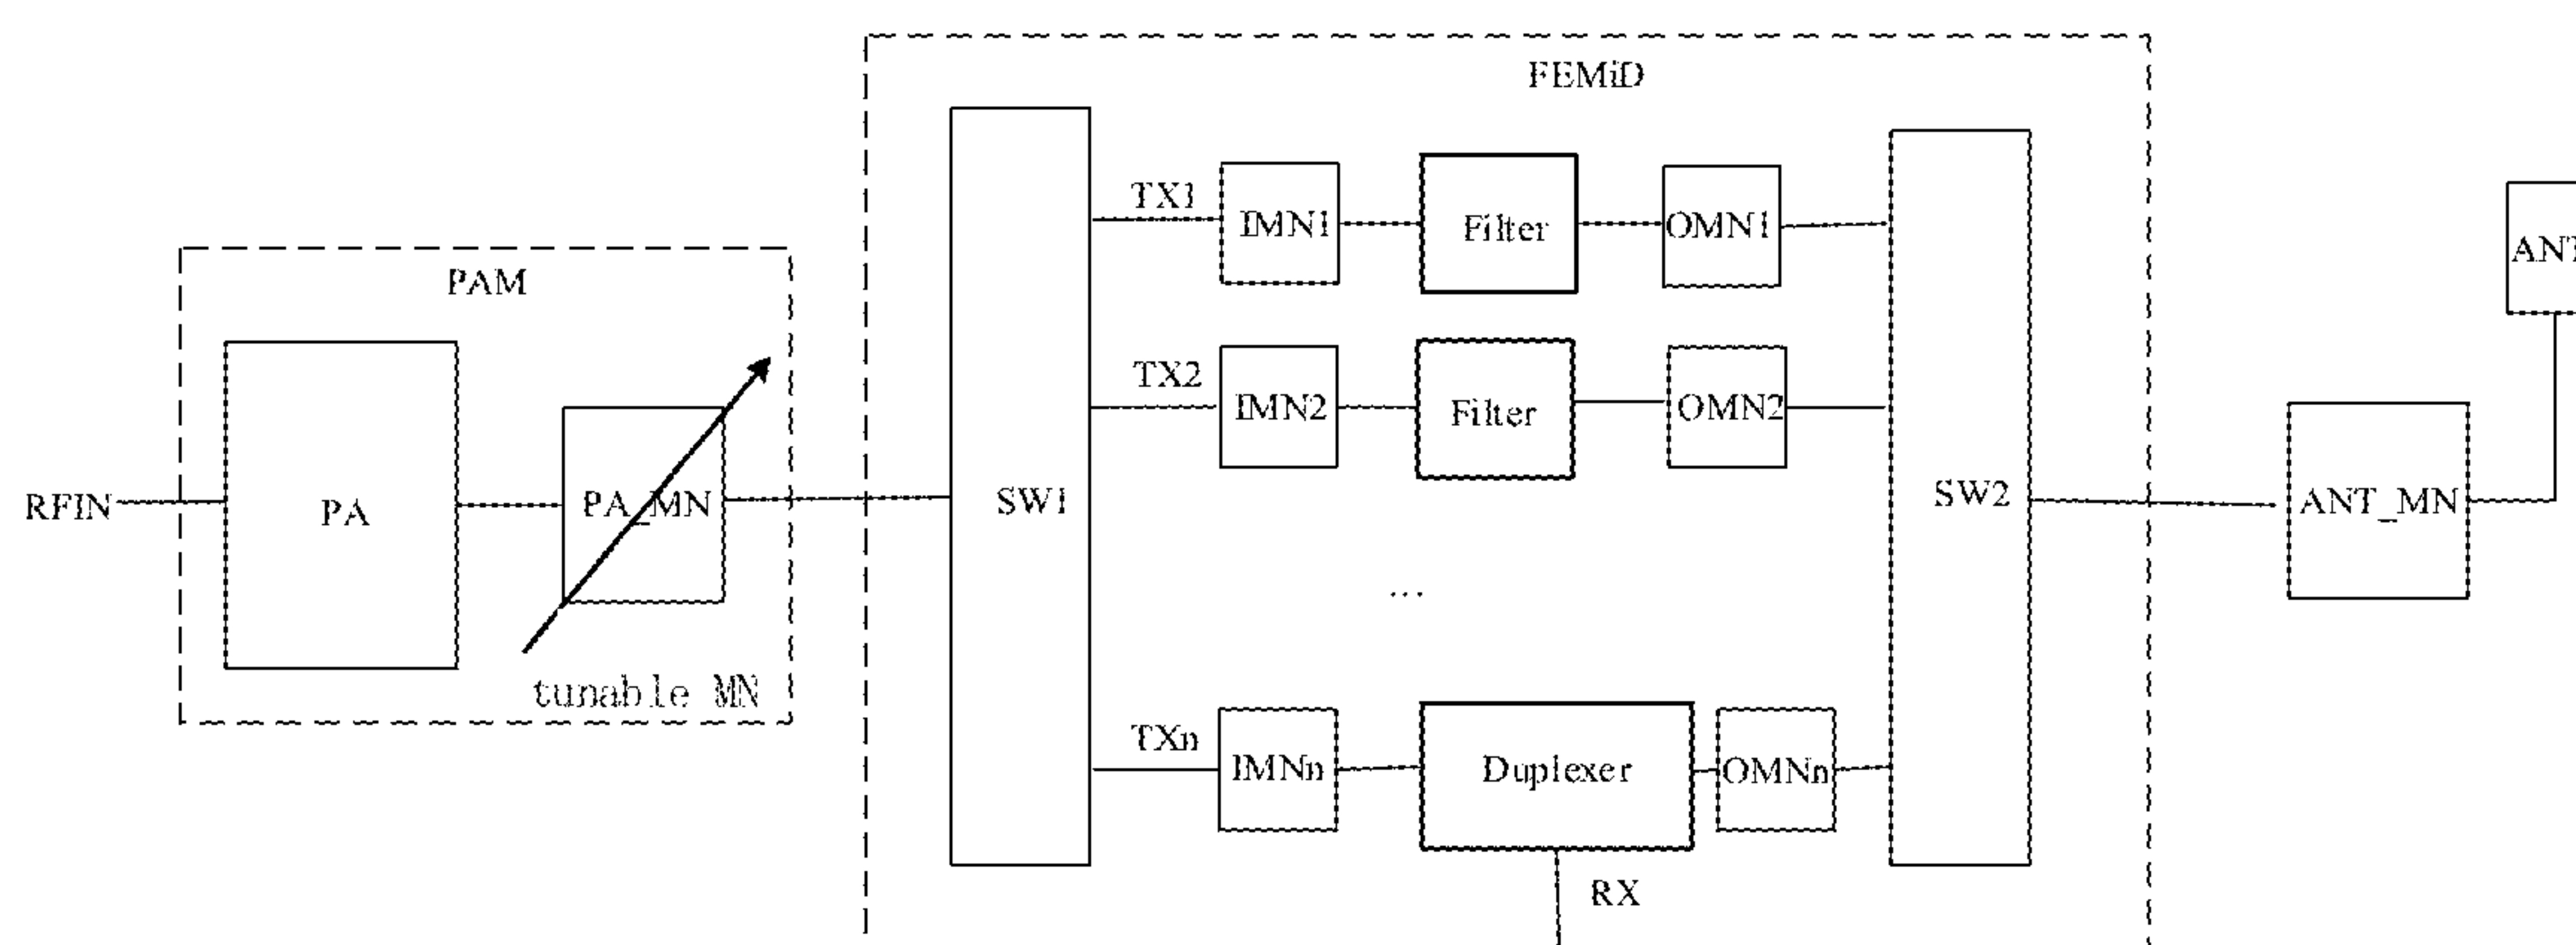 FEMiD
TX1
IMN1
Filter
OMN1
ANT
PAM
TX2
IMN2
Filter
OMN2
RFIN
PA
PA_MN
SW1
SW2
ANT_MN
...
tunable MN
TXn
IMNn
Duplexer
OMNn
RX